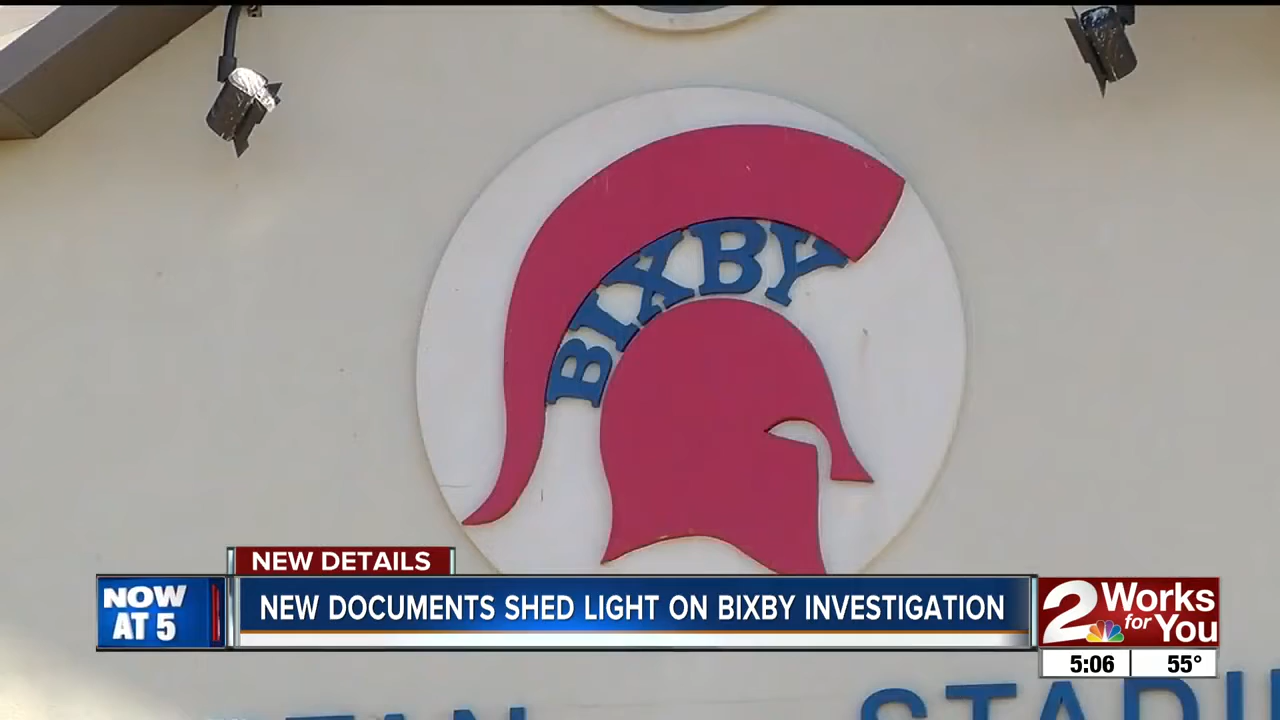 BIXBY
NEW DETAILS
NOW
AT 5
NEW DOCUMENTS SHED LIGHT ON BIXBY INVESTIGATION
2 Works
for You
5:06 55°